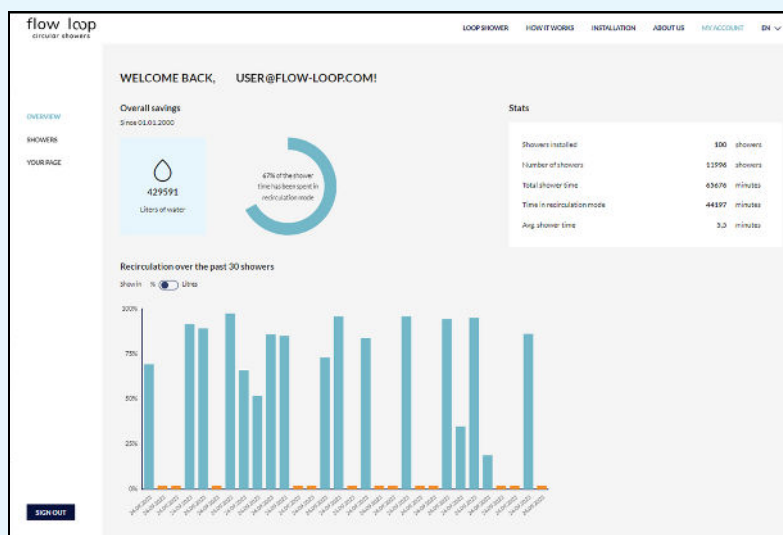 flow loop
circular showers
LOOP SHOWER HOW IT WORKS INSTALLATION ABOUT US MY ACCOUNT EN
WELCOME BACK, USER@FLOW-LOOP.COM!
OVERVIEW
SHOWERS
YOUR PAGE
Overall savings
Since 01.01.2000
429591
Liters of water
67% of the shower
time has been spent in
recirculation mode
Stats
Showers installed 100 showers
Number of showers 11996 showers
Total shower time 65676 minutes
Time in recirculation mode 44197 minutes
Avg. shower time 5,5 minutes
Recirculation over the past 30 showers
Show in % Litres
100%
75%
50%
25%
0%
SIGN OUT